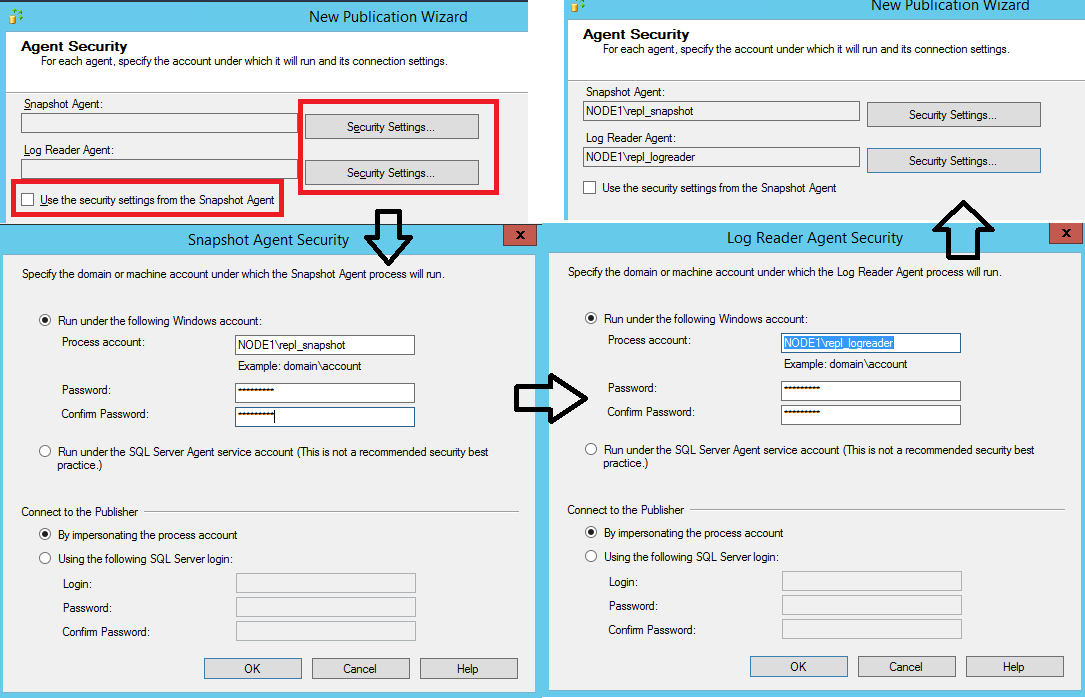 New Publication Wizard
Agent Security
For each agent, specify the account under which it will run and its connection settings.
Snapshot Agent:
Security Settings...
Log Reader Agent:
Security Settings...
Use the security settings from the Snapshot Agent
New Publication Wizard
Agent Security
For each agent, specify the account under which it will run and its connection settings.
Snapshot Agent:
NODE1\repl_snapshot
Security Settings...
Log Reader Agent:
NODE1\repl_logreader
Security Settings...
Use the security settings from the Snapshot Agent
Snapshot Agent Security
x
Specify the domain or machine account under which the Snapshot Agent process will run.
Run under the following Windows account:
Process account:
NODE1\repl_snapshot
Example: domain\account
Password:
*********
Confirm Password:
*********
Run under the SQL Server Agent service account (This is not a recommended security best
practice.)
Connect to the Publisher
By impersonating the process account
Using the following SQL Server login:
Login:
Password:
Confirm Password:
OK
Cancel
Help
Log Reader Agent Security
x
Specify the domain or machine account under which the Log Reader Agent process will run.
Run under the following Windows account:
Process account:
NODE1\repl_logreader
Example: domain\account
Password:
*********
Confirm Password:
*********
Run under the SQL Server Agent service account (This is not a recommended security best
practice.)
Connect to the Publisher
By impersonating the process account
Using the following SQL Server login:
Login:
Password:
Confirm Password:
OK
Cancel
Help